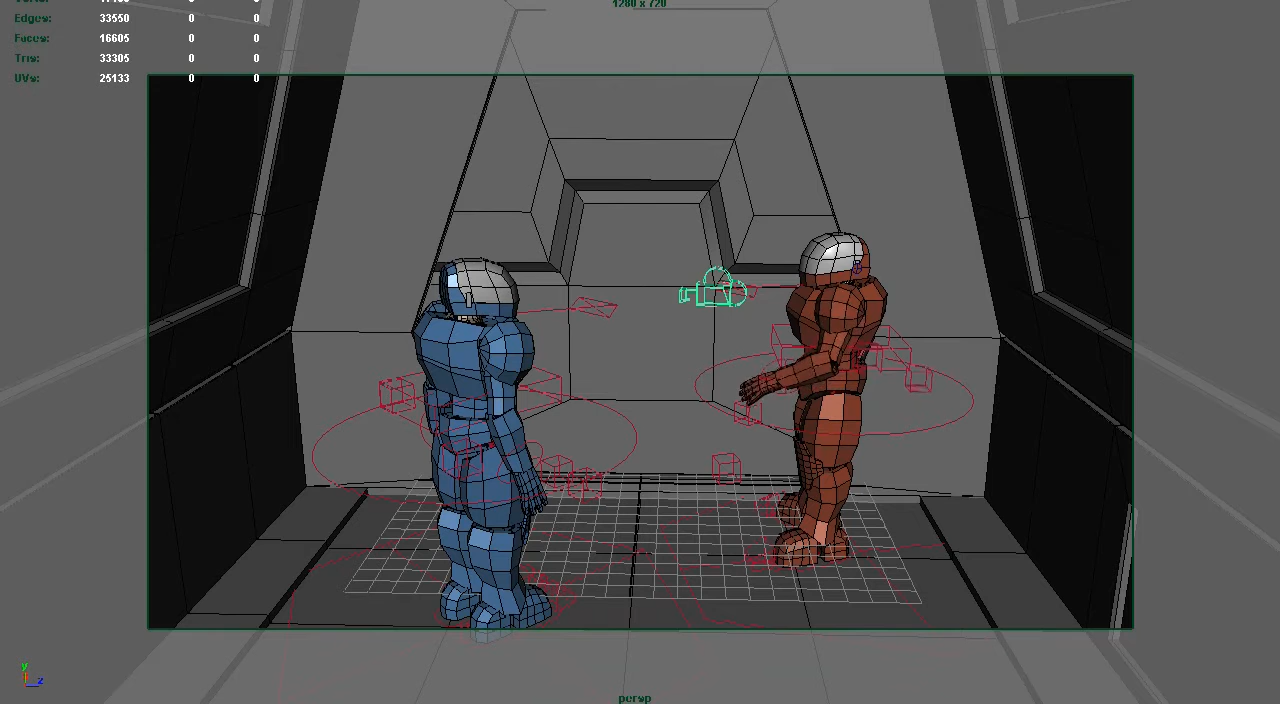 1280 x 720
Edges: 33550 0 0
Faces: 16605 0 0
Tris: 33305 0 0
UVs: 25133 0 0
y
z
persp